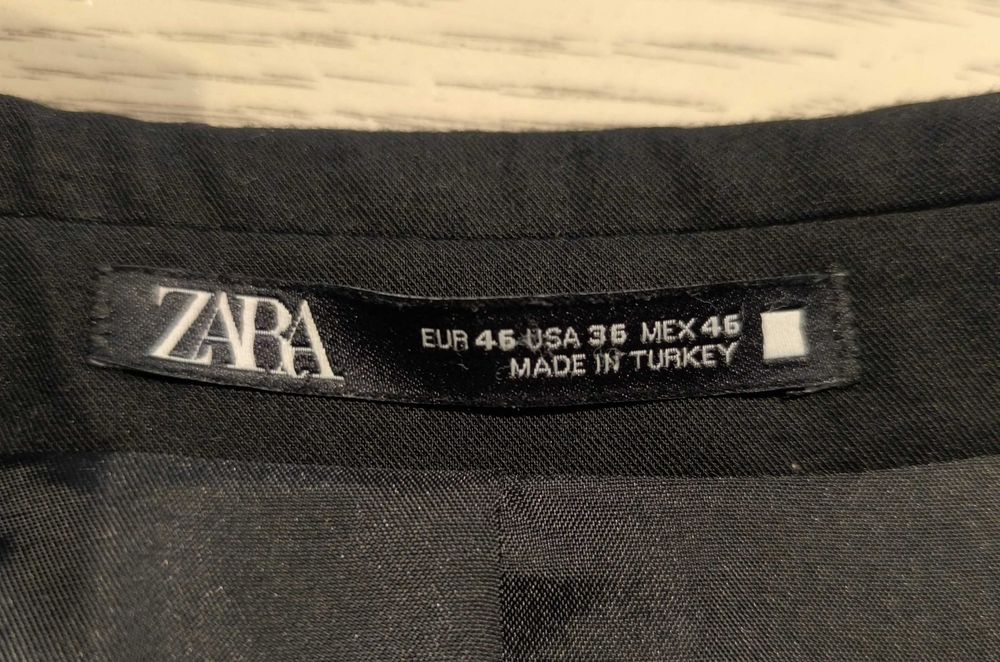 ZARA
EUR 46 USA 36 MEX 46
MADE IN TURKEY